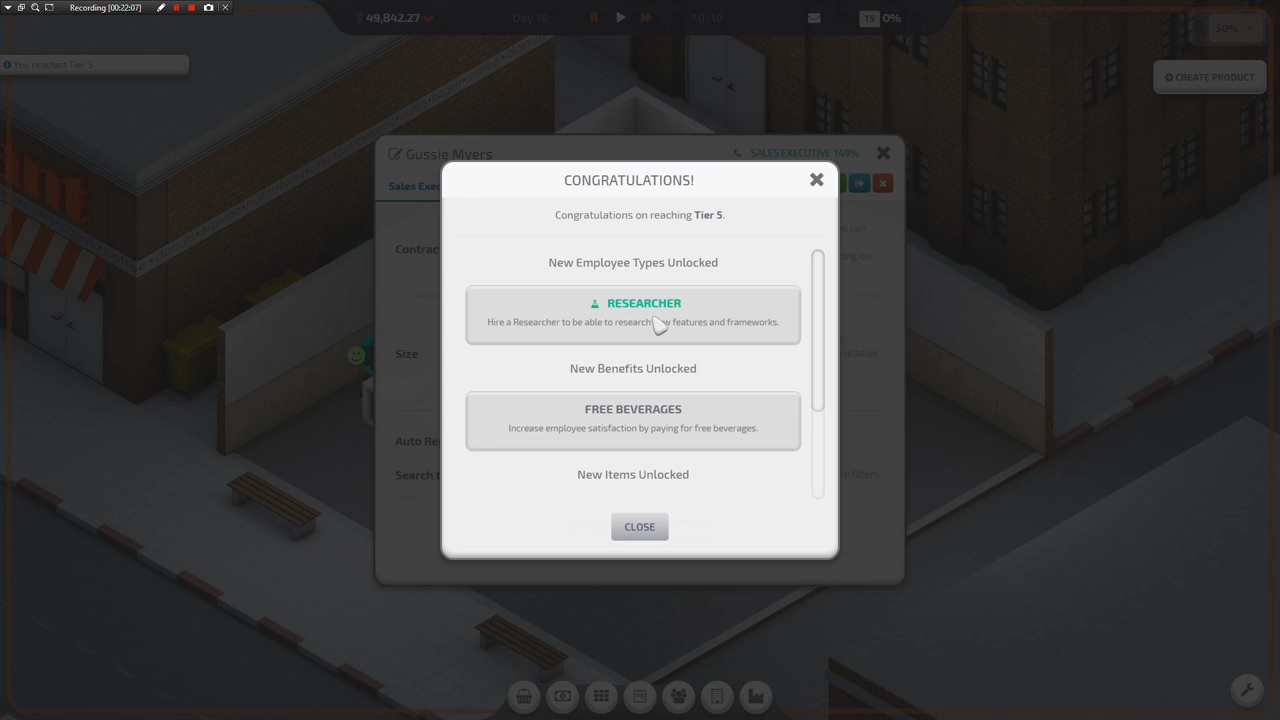 Recording [00:22:07]
$ 49,842.27
Day 16
10:10
TS 0%
50%
You reached Tier 5
CREATE PRODUCT
Gussie Myers
SALES EXECUTIVE 149%
Sales Exec
CONGRATULATIONS!
Congratulations on reaching Tier 5.
Contrac
New Employee Types Unlocked
RESEARCHER
Hire a Researcher to be able to research features and frameworks.
Size
New Benefits Unlocked
FREE BEVERAGES
Increase employee satisfaction by paying for free beverages.
Auto Re
Search t
New Items Unlocked
e filters.
CLOSE